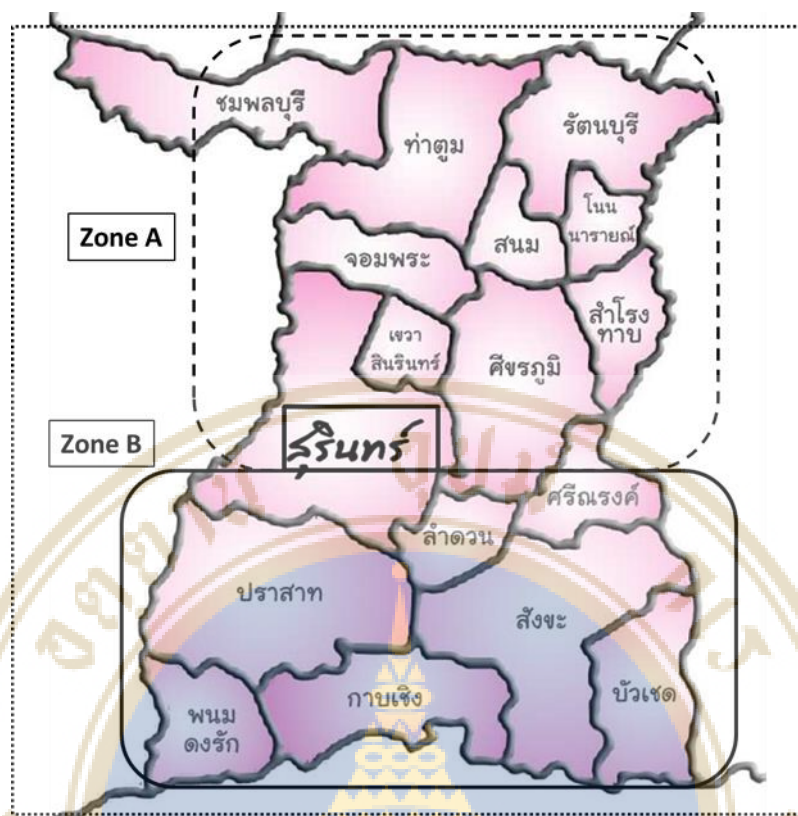 ชุมพลบุรี
ท่าตูม
รัตนบุรี
โนน
นารายณ์
สนม
Zone A
จอมพระ
สำโรง
ทาบ
เขวา
สินรินทร์
ศีขรภูมิ
Zone B
สุรินทร์
ศรีณรงค์
ลำดวน
ปราสาท
สังขะ
บัวเชด
กาบเชิง
พนม
ดงรัก